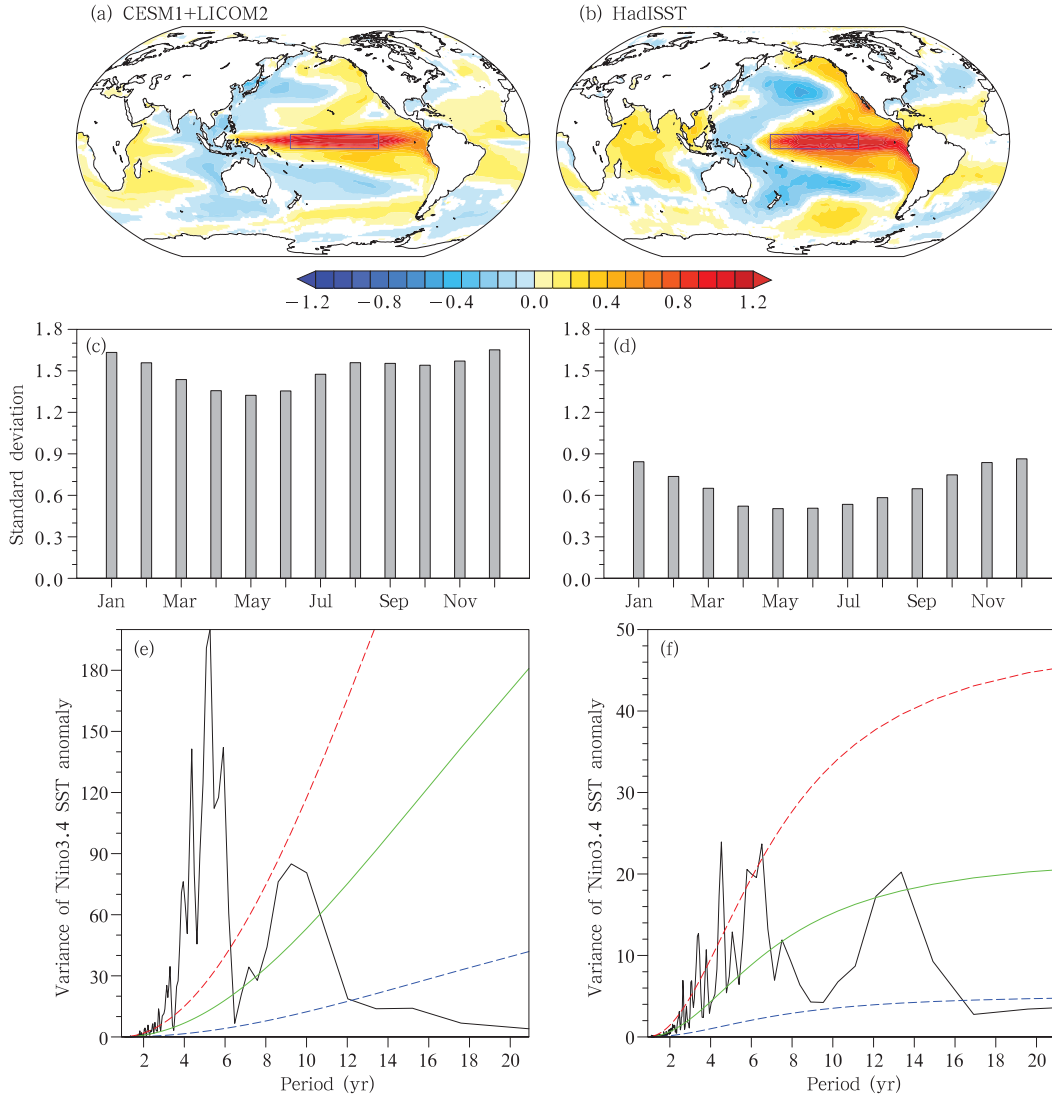 (a) CESM1+LICOM2
(b) HadISST
−1.2 −0.8 −0.4 0.0 0.4 0.8 1.2
(c)
Standard deviation
1.8
1.5
1.2
0.9
0.6
0.3
0.0
Jan Mar May Jul Sep Nov
(d)
1.8
1.5
1.2
0.9
0.6
0.3
0.0
Jan Mar May Jul Sep Nov
(e)
Variance of Nino3.4 SST anomaly
180
150
120
90
60
30
0
2 4 6 8 10 12 14 16 18 20
Period (yr)
(f)
Variance of Nino3.4 SST anomaly
50
40
30
20
10
0
2 4 6 8 10 12 14 16 18 20
Period (yr)